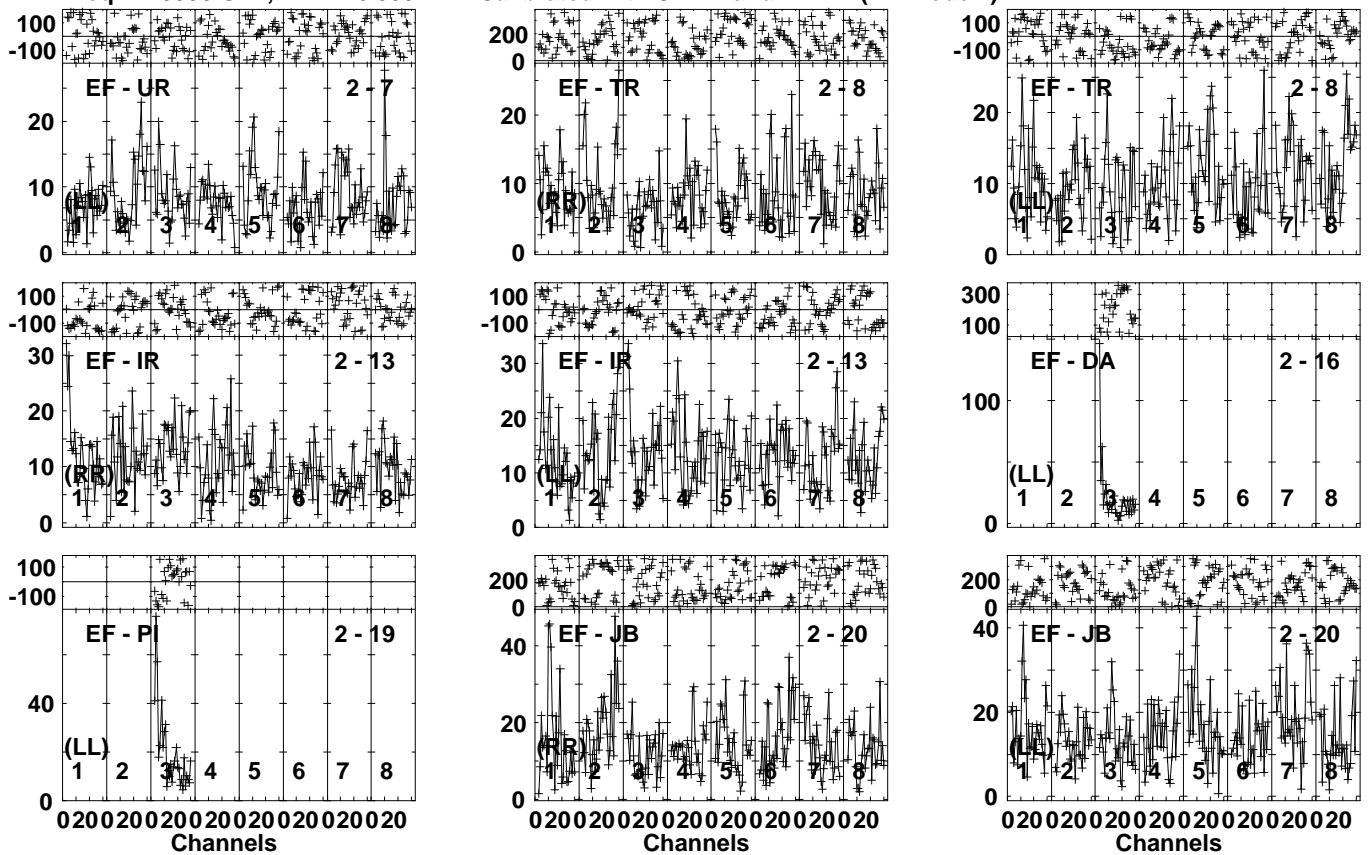 100
-100
EF - UR 2 - 7
20
10
0
(LL)
1 2 3 4 5 6 7 8
200
0
EF - TR 2 - 8
20
10
0
(RR)
1 2 3 4 5 6 7 8
100
-100
EF - TR 2 - 8
20
10
0
(LL)
1 2 3 4 5 6 7 8
100
-100
EF - IR 2 - 13
30
20
10
0
(RR)
1 2 3 4 5 6 7 8
100
-100
EF - IR 2 - 13
30
20
10
0
(LL)
1 2 3 4 5 6 7 8
300
100
EF - DA 2 - 16
100
0
(LL)
1 2 3 4 5 6 7 8
100
-100
EF - PI 2 - 19
40
0
(LL)
1 2 3 4 5 6 7 8
020020020020020020020020
Channels
200
0
EF - JB 2 - 20
40
20
0
(RR)
1 2 3 4 5 6 7 8
020020020020020020020020
Channels
200
0
EF - JB 2 - 20
40
20
0
(LL)
1 2 3 4 5 6 7 8
020020020020020020020020
Channels